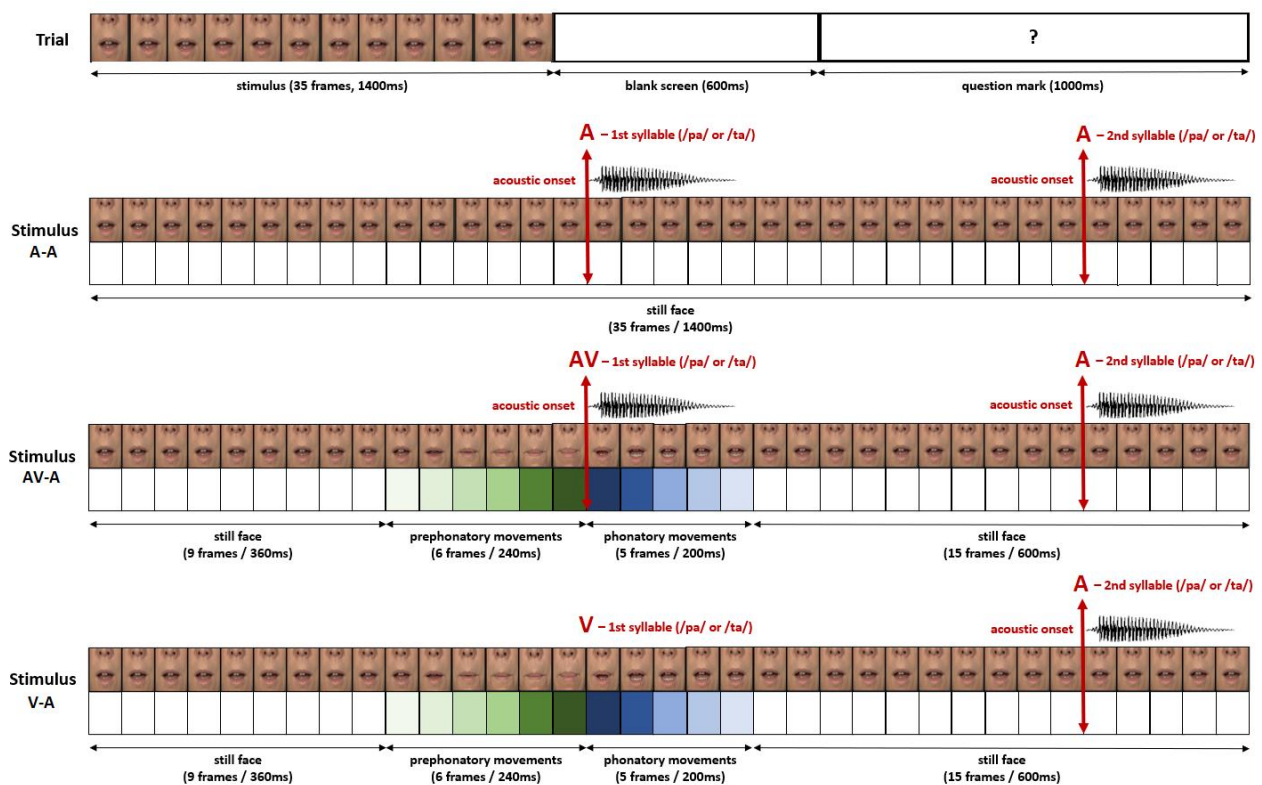 Trial
?
stimulus (35 frames, 1400ms)
blank screen (600ms)
question mark (1000ms)
A – 1st syllable (/pa/ or /ta/)
A – 2nd syllable (/pa/ or /ta/)
acoustic onset
acoustic onset
Stimulus
A-A
still face
(35 frames / 1400ms)
AV – 1st syllable (/pa/ or /ta/)
A – 2nd syllable (/pa/ or /ta/)
acoustic onset
acoustic onset
Stimulus
AV-A
still face
(9 frames / 360ms)
prephonatory movements
(6 frames / 240ms)
phonatory movements
(5 frames / 200ms)
still face
(15 frames / 600ms)
V – 1st syllable (/pa/ or /ta/)
A – 2nd syllable (/pa/ or /ta/)
acoustic onset
Stimulus
V-A
still face
(9 frames / 360ms)
prephonatory movements
(6 frames / 240ms)
phonatory movements
(5 frames / 200ms)
still face
(15 frames / 600ms)